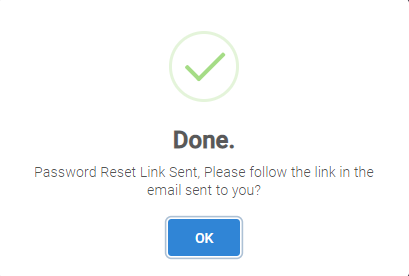 Done.
Password Reset Link Sent, Please follow the link in the
email sent to you?
OK